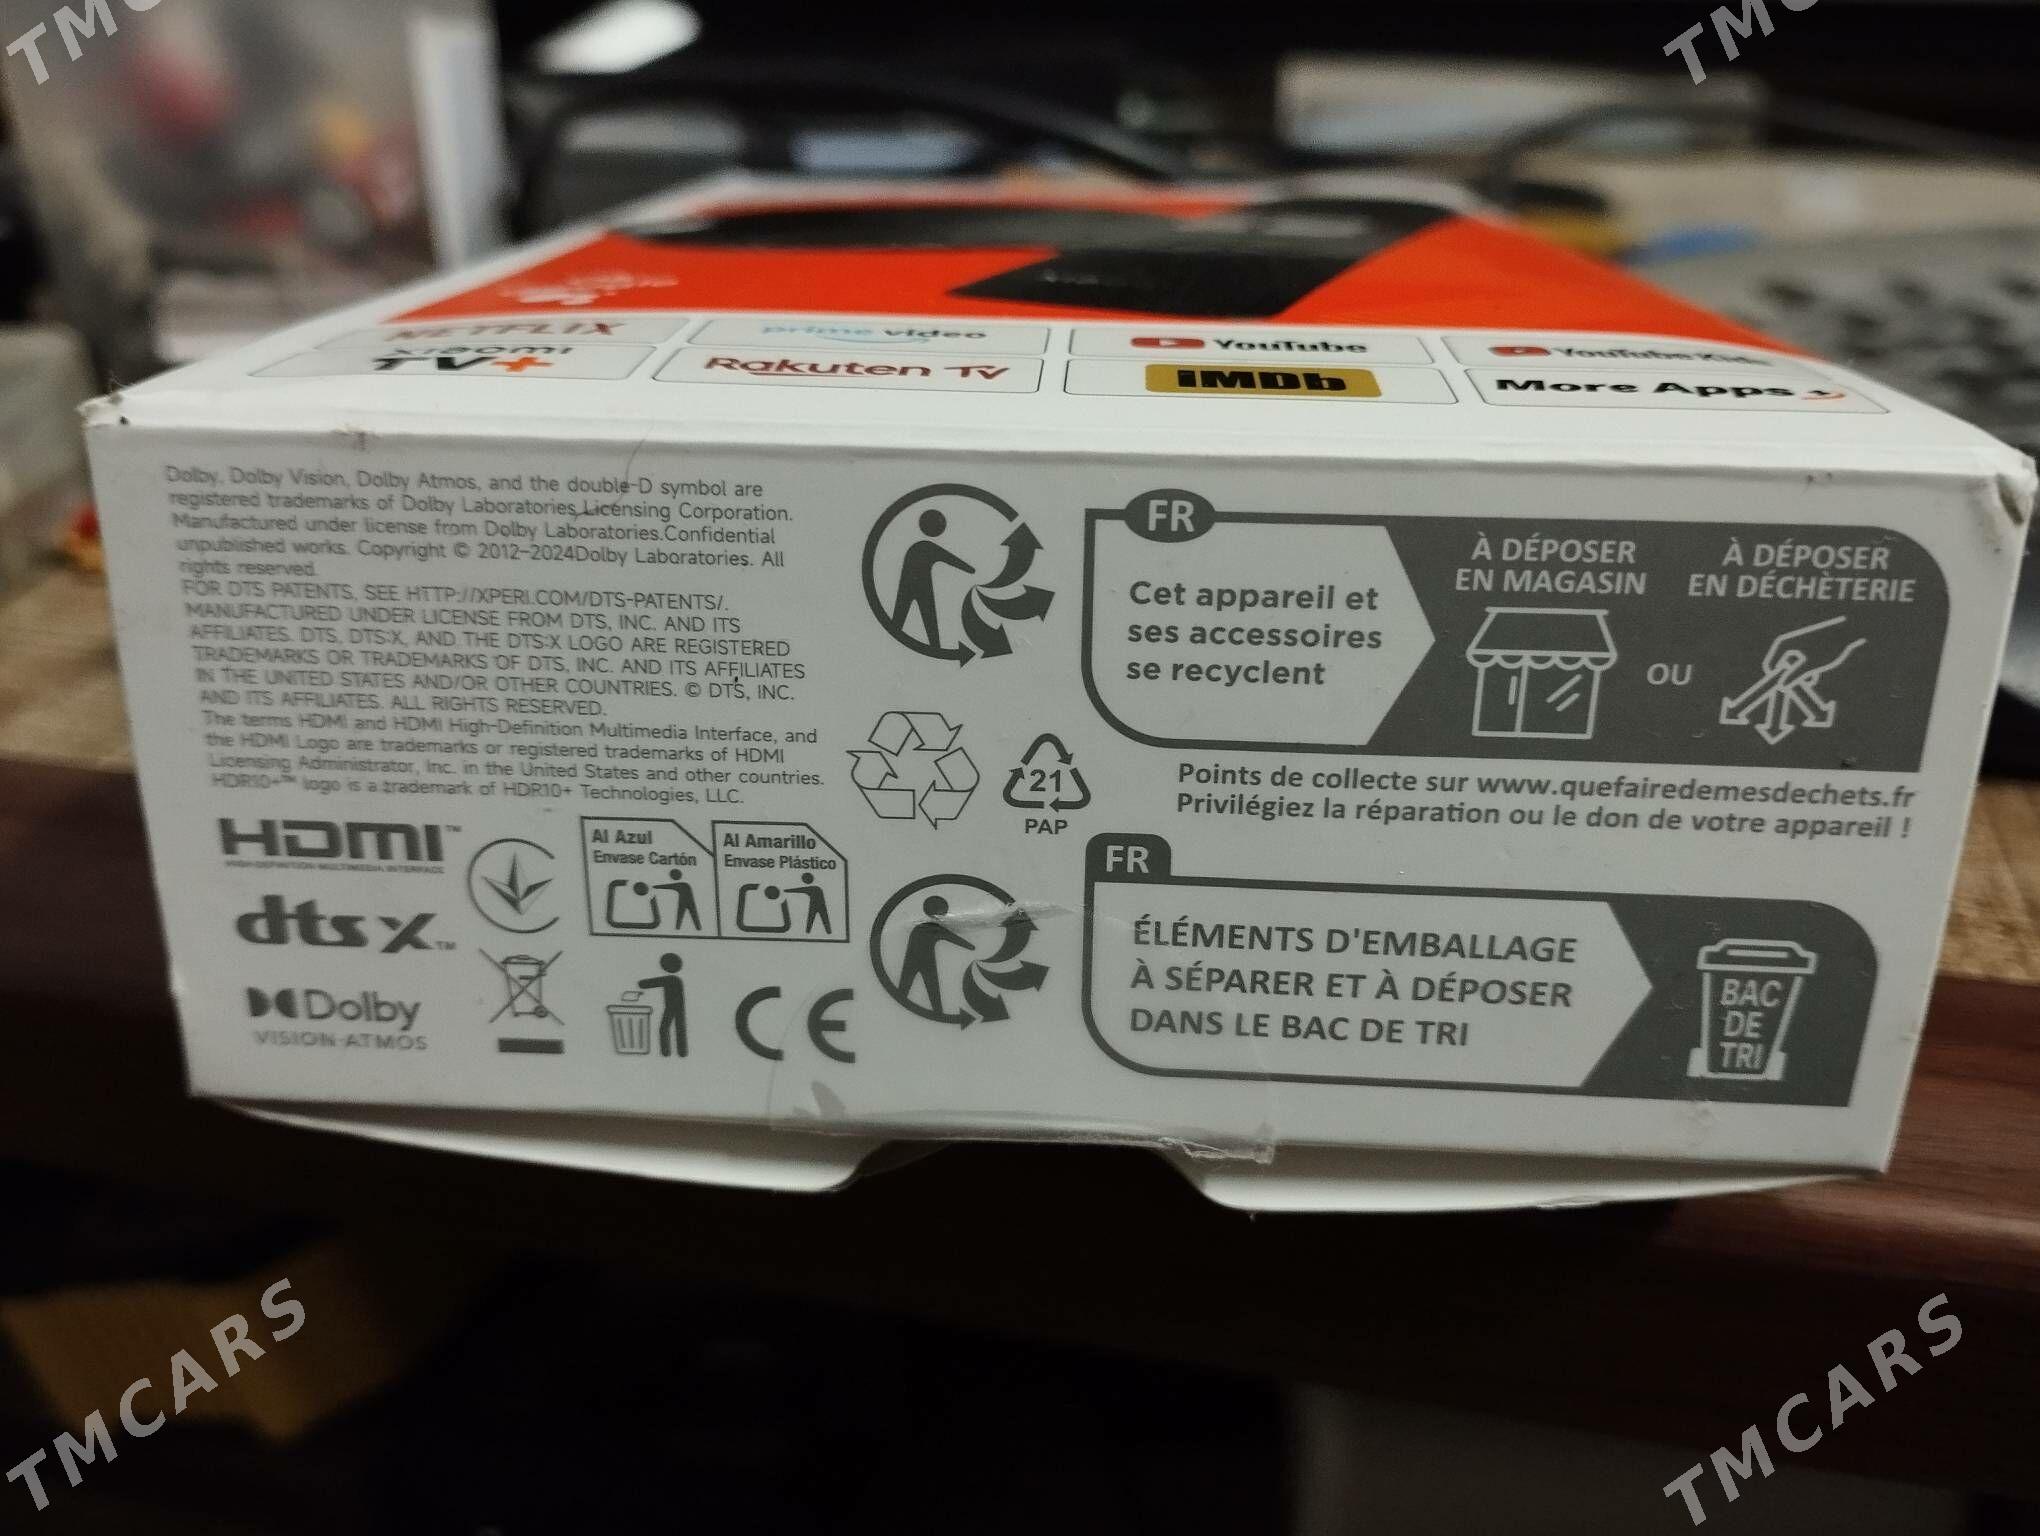 TMCARS
TMCARS
NETFLIX
prime video
YouTube
YouTube Kids
xiaomi
TV+
Rakuten TV
IMDb
More Apps +
Dolby, Dolby Vision, Dolby Atmos, and the double-D symbol are
registered trademarks of Dolby Laboratories Licensing Corporation.
Manufactured under license from Dolby Laboratories.Confidential
unpublished works. Copyright © 2012-2024Dolby Laboratories. All
rights reserved.
FOR DTS PATENTS, SEE HTTP://XPERI.COM/DTS-PATENTS/.
MANUFACTURED UNDER LICENSE FROM DTS, INC. AND ITS
AFFILIATES. DTS, DTS:X, AND THE DTS:X LOGO ARE REGISTERED
TRADEMARKS OR TRADEMARKS OF DTS, INC. AND ITS AFFILIATES
IN THE UNITED STATES AND/OR OTHER COUNTRIES. © DTS, INC.
AND ITS AFFILIATES. ALL RIGHTS RESERVED.
The terms HDMI and HDMI High-Definition Multimedia Interface, and
the HDMI Logo are trademarks or registered trademarks of HDMI
Licensing Administrator, Inc. in the United States and other countries.
HDR10+™ logo is a trademark of HDR10+ Technologies, LLC.
HDMI™
HIGH-DEFINITION MULTIMEDIA INTERFACE
dts X™
Dolby
VISION·ATMOS
Al Azul
Envase Cartón
Al Amarillo
Envase Plástico
CE
21
PAP
FR
Cet appareil et
ses accessoires
se recyclent
À DÉPOSER
EN MAGASIN
OU
À DÉPOSER
EN DÉCHÈTERIE
Points de collecte sur www.quefairedemesdechets.fr
Privilégiez la réparation ou le don de votre appareil !
FR
ÉLÉMENTS D'EMBALLAGE
À SÉPARER ET À DÉPOSER
DANS LE BAC DE TRI
BAC
DE
TRI
TMCARS
TMCARS